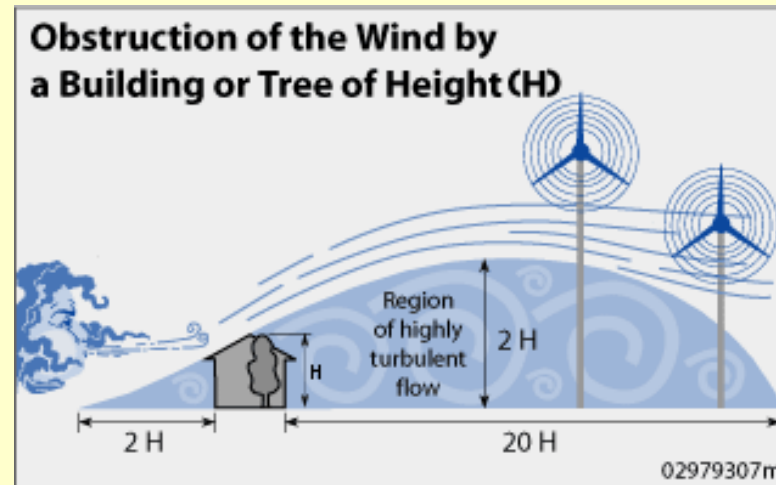 Obstruction of the Wind by
a Building or Tree of Height (H)
Region
of highly
turbulent
flow
2 H
H
2 H
20 H
02979307m